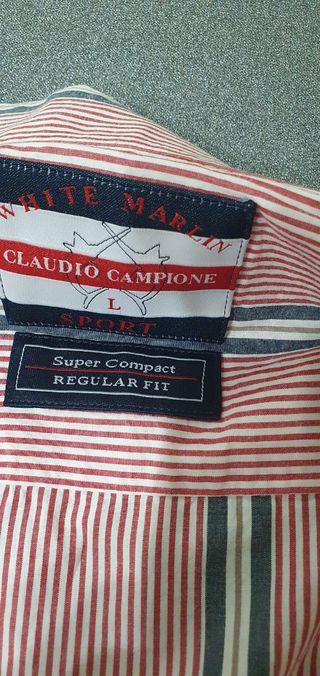 WHITE MARLIN
CLAUDIO CAMPIONE
L
SPORT
Super Compact
REGULAR FIT